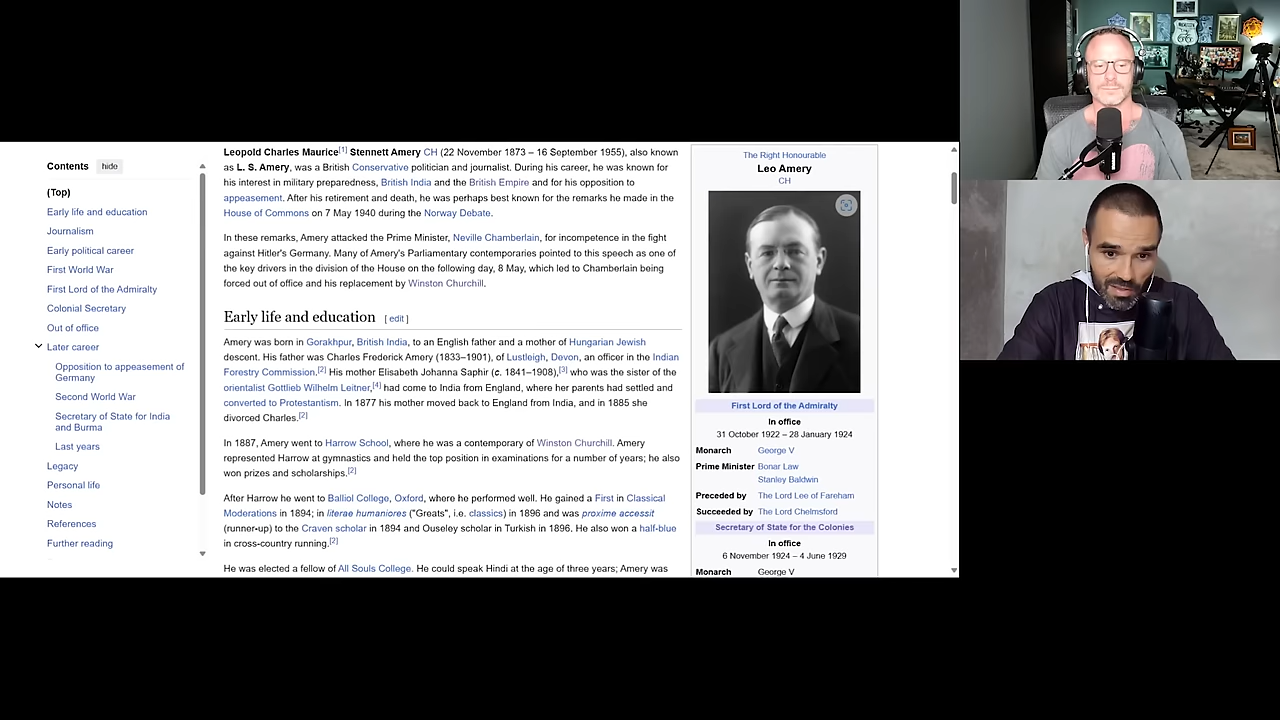 Contents hide
(Top)
Early life and education
Journalism
Early political career
First World War
First Lord of the Admiralty
Colonial Secretary
Out of office
Later career
Opposition to appeasement of
Germany
Second World War
Secretary of State for India
and Burma
Last years
Legacy
Personal life
Notes
References
Further reading
Leopold Charles Maurice[1] Stennett Amery CH (22 November 1873 – 16 September 1955), also known
as L. S. Amery, was a British Conservative politician and journalist. During his career, he was known for
his interest in military preparedness, British India and the British Empire and for his opposition to
appeasement. After his retirement and death, he was perhaps best known for the remarks he made in the
House of Commons on 7 May 1940 during the Norway Debate.
In these remarks, Amery attacked the Prime Minister, Neville Chamberlain, for incompetence in the fight
against Hitler's Germany. Many of Amery's Parliamentary contemporaries pointed to this speech as one of
the key drivers in the division of the House on the following day, 8 May, which led to Chamberlain being
forced out of office and his replacement by Winston Churchill.
Early life and education [ edit ]
Amery was born in Gorakhpur, British India, to an English father and a mother of Hungarian Jewish
descent. His father was Charles Frederick Amery (1833–1901), of Lustleigh, Devon, an officer in the Indian
Forestry Commission.[2] His mother Elisabeth Johanna Saphir (c. 1841–1908),[3] who was the sister of the
orientalist Gottlieb Wilhelm Leitner,[4] had come to India from England, where her parents had settled and
converted to Protestantism. In 1877 his mother moved back to England from India, and in 1885 she
divorced Charles.[2]
In 1887, Amery went to Harrow School, where he was a contemporary of Winston Churchill. Amery
represented Harrow at gymnastics and held the top position in examinations for a number of years; he also
won prizes and scholarships.[2]
After Harrow he went to Balliol College, Oxford, where he performed well. He gained a First in Classical
Moderations in 1894; in literae humaniores ("Greats", i.e. classics) in 1896 and was proxime accessit
(runner-up) to the Craven scholar in 1894 and Ouseley scholar in Turkish in 1896. He also won a half-blue
in cross-country running.[2]
He was elected a fellow of All Souls College. He could speak Hindi at the age of three years; Amery was
The Right Honourable
Leo Amery
CH
First Lord of the Admiralty
In office
31 October 1922 – 28 January 1924
Monarch George V
Prime Minister Bonar Law
Stanley Baldwin
Preceded by The Lord Lee of Fareham
Succeeded by The Lord Chelmsford
Secretary of State for the Colonies
In office
6 November 1924 – 4 June 1929
Monarch George V